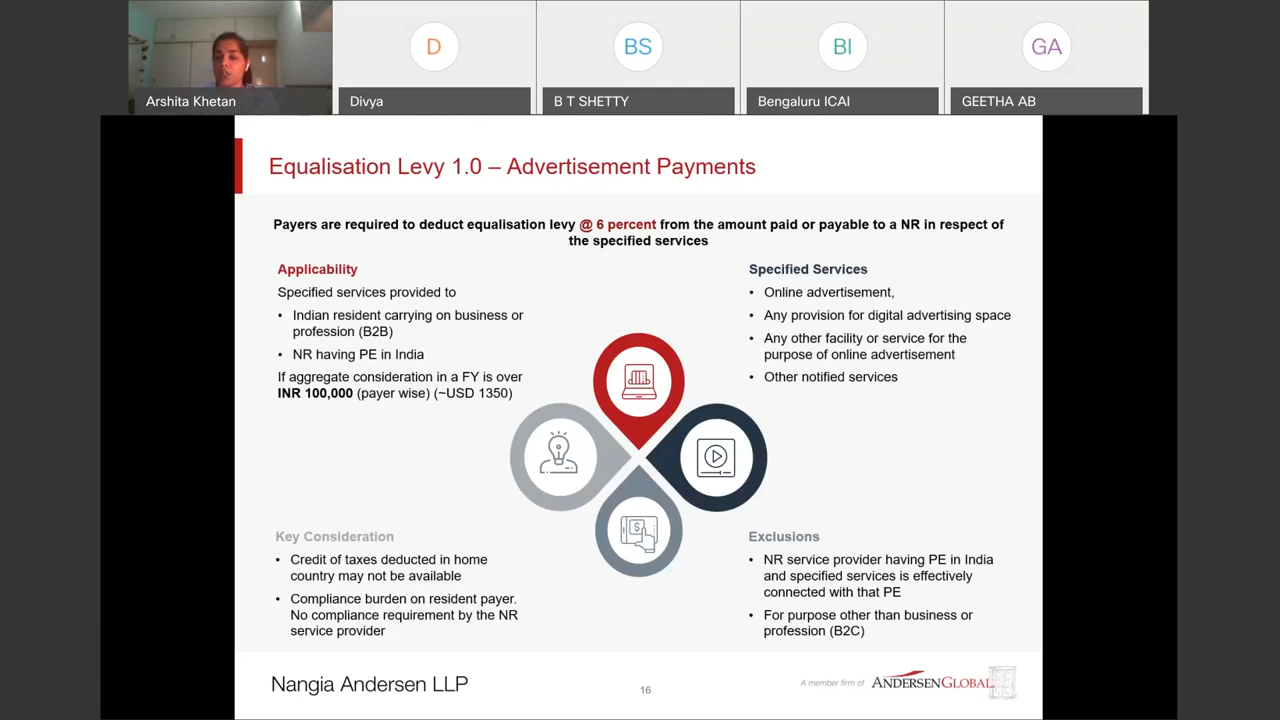 D
BS
BI
GA
Arshita Khetan
Divya
B T SHETTY
Bengaluru ICAI
GEETHA AB
Equalisation Levy 1.0 – Advertisement Payments
Payers are required to deduct equalisation levy @ 6 percent from the amount paid or payable to a NR in respect of
the specified services
Applicability
Specified services provided to
• Indian resident carrying on business or
profession (B2B)
• NR having PE in India
If aggregate consideration in a FY is over
INR 100,000 (payer wise) (~USD 1350)
Specified Services
• Online advertisement,
• Any provision for digital advertising space
• Any other facility or service for the
purpose of online advertisement
• Other notified services
$
Key Consideration
• Credit of taxes deducted in home
country may not be available
• Compliance burden on resident payer.
No compliance requirement by the NR
service provider
Exclusions
• NR service provider having PE in India
and specified services is effectively
connected with that PE
• For purpose other than business or
profession (B2C)
Nangia Andersen LLP
16
A member firm of
ANDERSEN GLOBAL